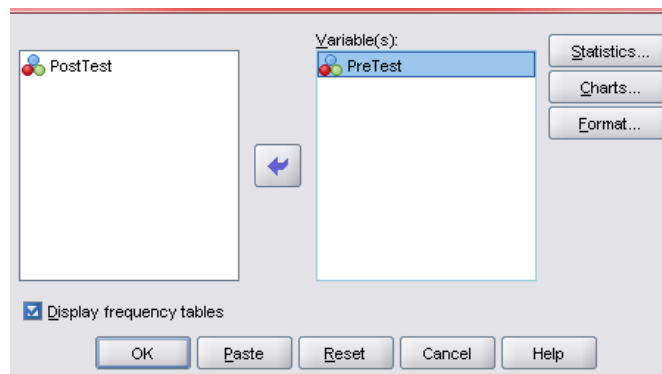 Variable(s):
PostTest
PreTest
Statistics...
Charts...
Format...
Display frequency tables
OK
Paste
Reset
Cancel
Help